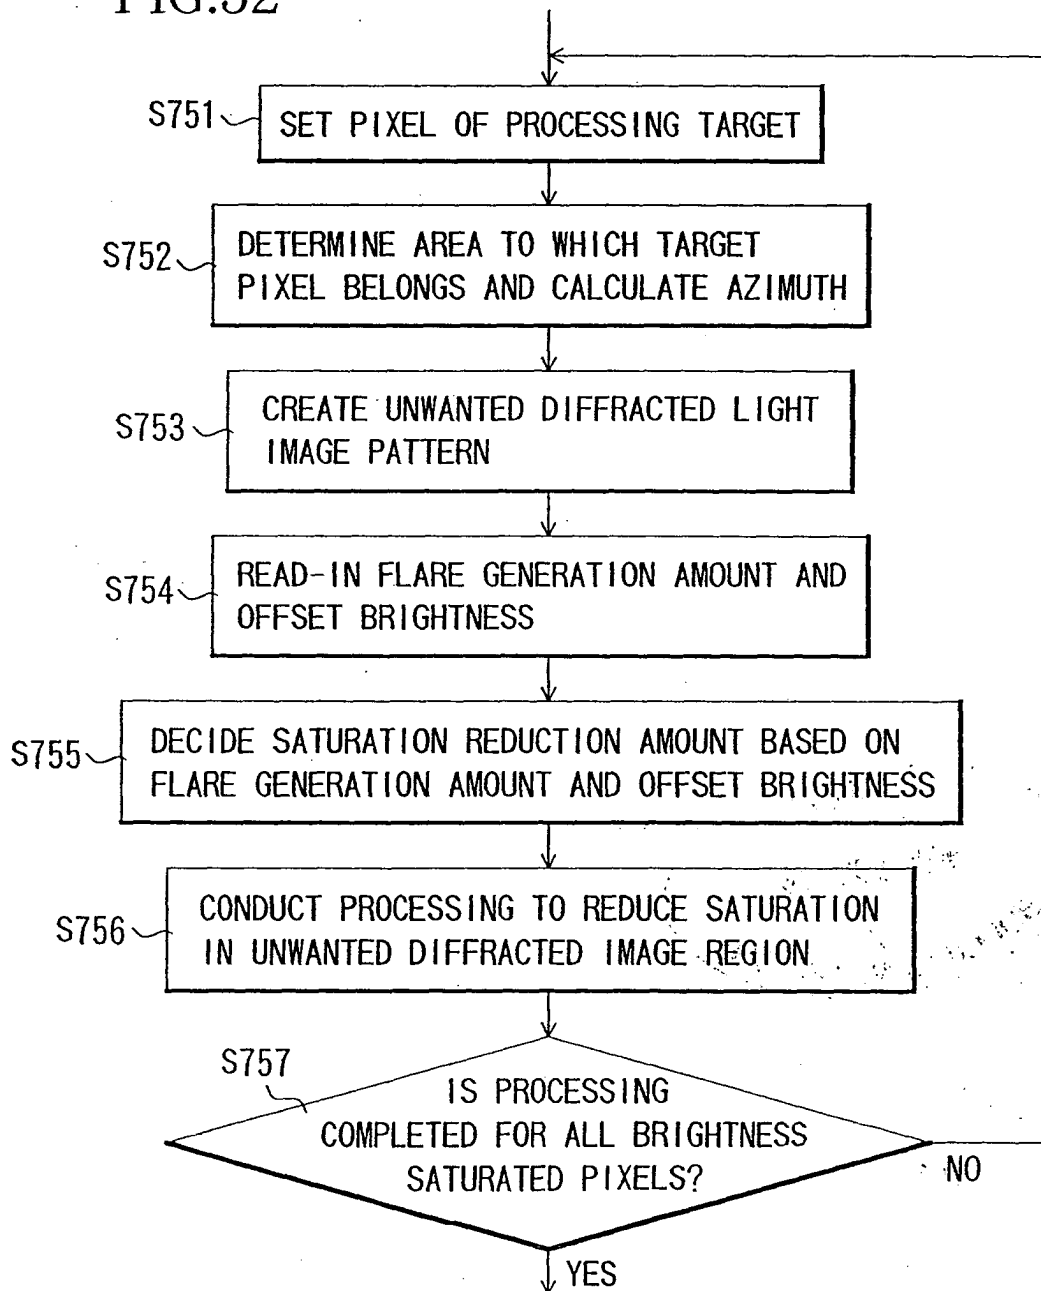 FIG.52
S751
SET PIXEL OF PROCESSING TARGET
S752
DETERMINE AREA TO WHICH TARGET
PIXEL BELONGS AND CALCULATE AZIMUTH
S753
CREATE UNWANTED DIFFRACTED LIGHT
IMAGE PATTERN
S754
READ-IN FLARE GENERATION AMOUNT AND
OFFSET BRIGHTNESS
S755
DECIDE SATURATION REDUCTION AMOUNT BASED ON
FLARE GENERATION AMOUNT AND OFFSET BRIGHTNESS
S756
CONDUCT PROCESSING TO REDUCE SATURATION
IN UNWANTED DIFFRACTED IMAGE REGION
S757
IS PROCESSING
COMPLETED FOR ALL BRIGHTNESS
SATURATED PIXELS?
NO
YES